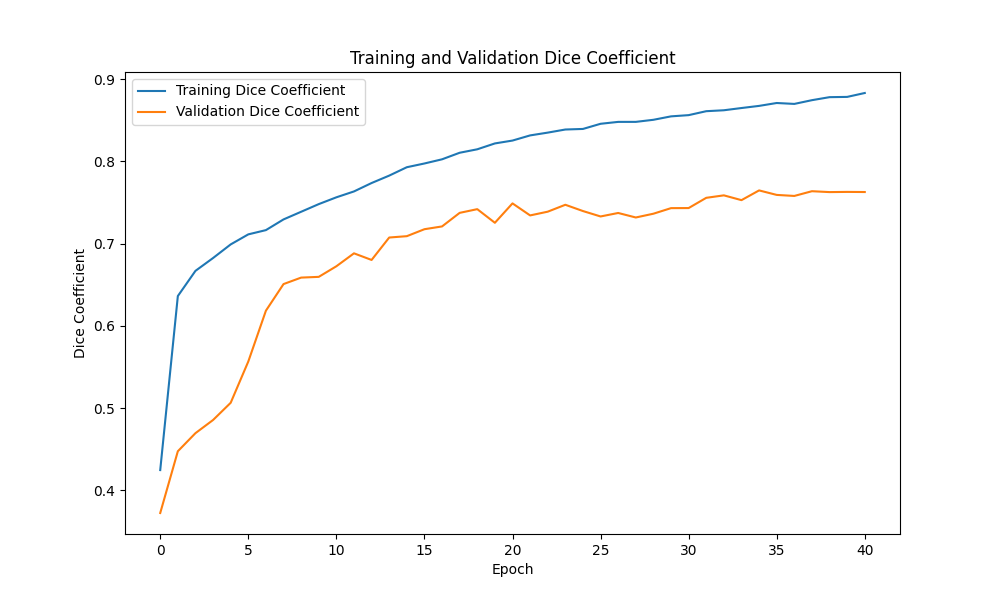 Training and Validation Dice Coefficient
Training Dice Coefficient
Validation Dice Coefficient
Dice Coefficient
0.9
0.8
0.7
0.6
0.5
0.4
0 5 10 15 20 25 30 35 40
Epoch